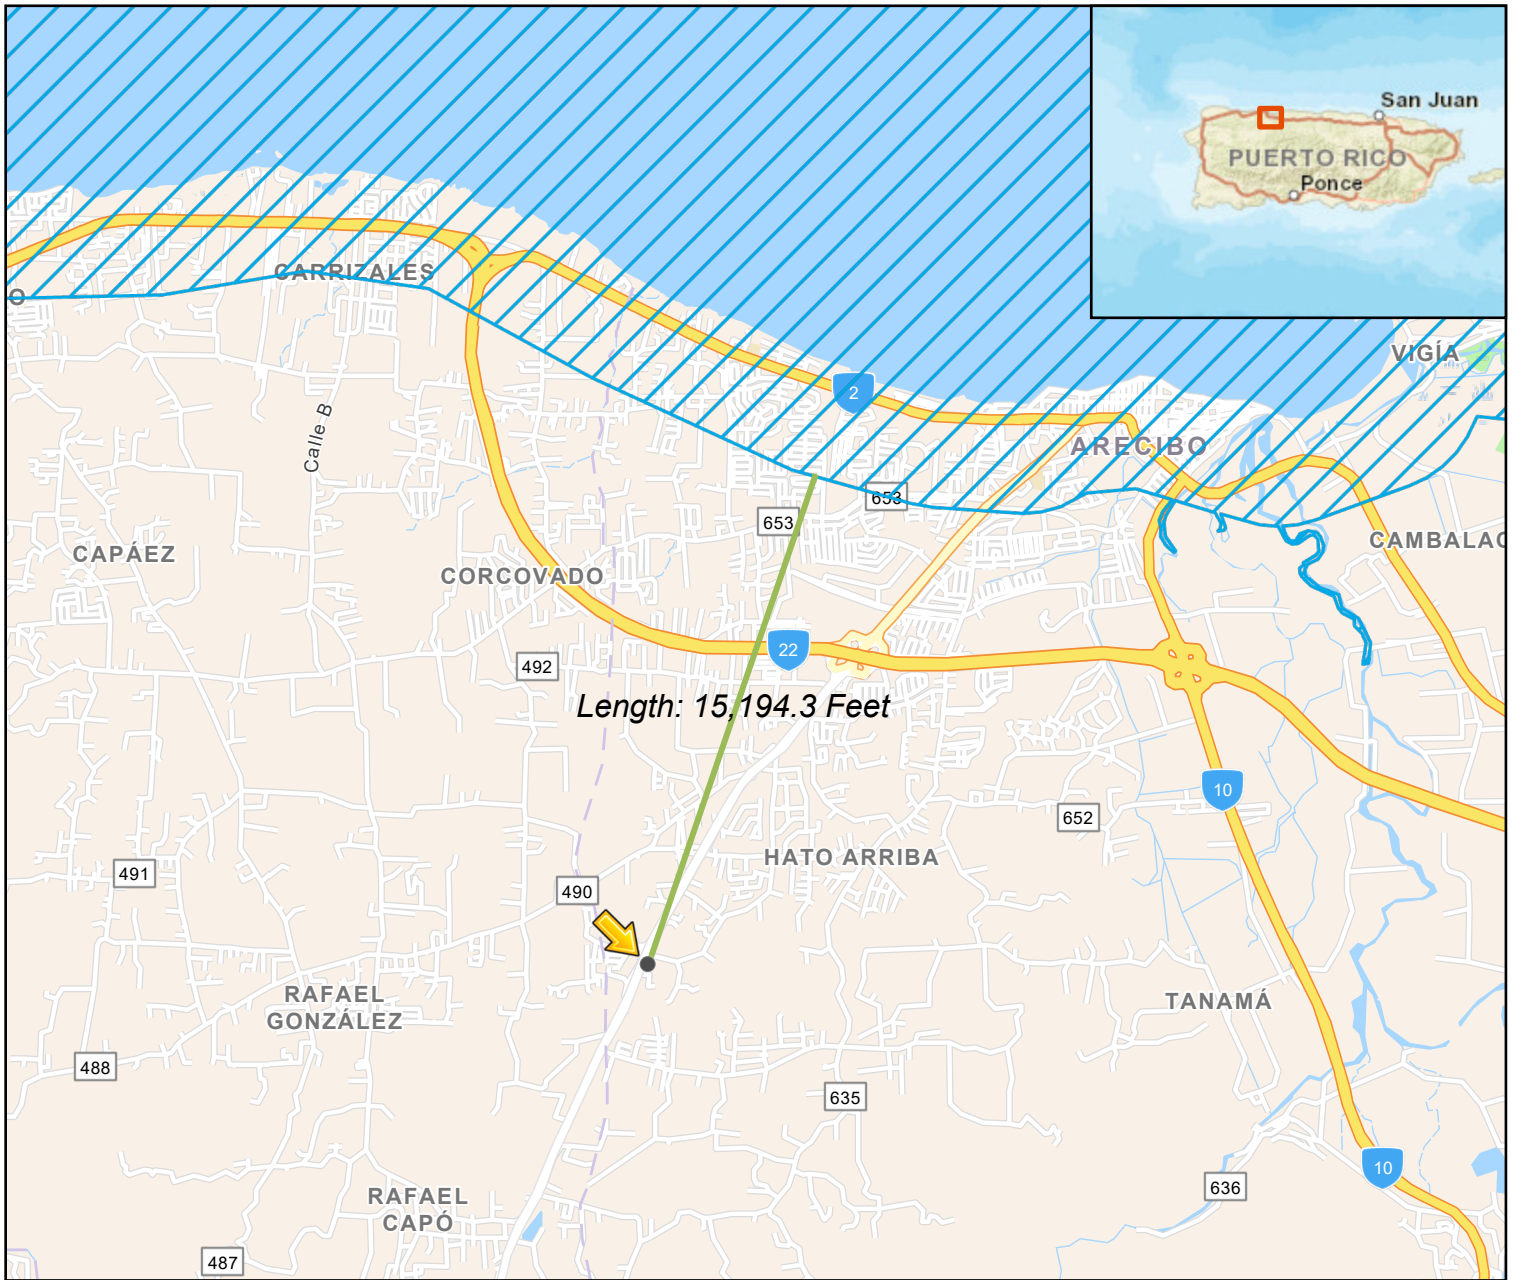 San Juan
PUERTO RICO
Ponce
CARRIZALES
O
VIGÍA
2
Calle B
ARECIBO
653
653
CAPÁEZ
CORCOVADO
CAMBALAC
22
492
Length: 15,194.3 Feet
10
652
HATO ARRIBA
491
490
RAFAEL
GONZÁLEZ
TANAMÁ
488
635
10
636
RAFAEL
CAPÓ
487